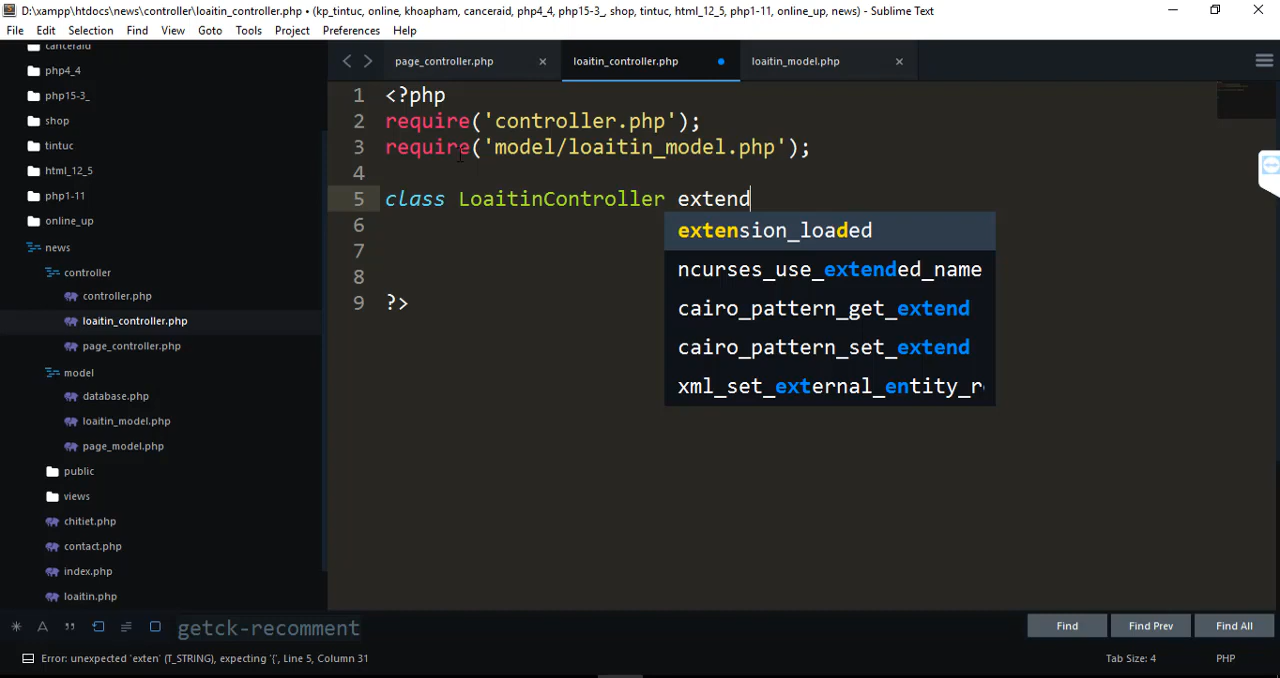 D:\xampp\htdocs\news\controller\loaitin_controller.php • (kp_tintuc, online, khoapham, canceraid, php4_4, php15-3_, shop, tintuc, html_12_5, php1-11, online_up, news) - Sublime Text
File Edit Selection Find View Goto Tools Project Preferences Help
canceraid
php4_4
php15-3_
shop
tintuc
html_12_5
php1-11
online_up
news
controller
controller.php
loaitin_controller.php
page_controller.php
model
database.php
loaitin_model.php
page_model.php
public
views
chitiet.php
contact.php
index.php
loaitin.php
page_controller.php loaitin_controller.php loaitin_model.php
1 <?php
2 require('controller.php');
3 require('model/loaitin_model.php');
4
5 class LoaitinController extend
6
7
8
9 ?>
extension_loaded
ncurses_use_extended_name
cairo_pattern_get_extend
cairo_pattern_set_extend
xml_set_external_entity_r
getck-recomment
Find Find Prev Find All
Error: unexpected `exten' (T_STRING), expecting '{', Line 5, Column 31
Tab Size: 4 PHP